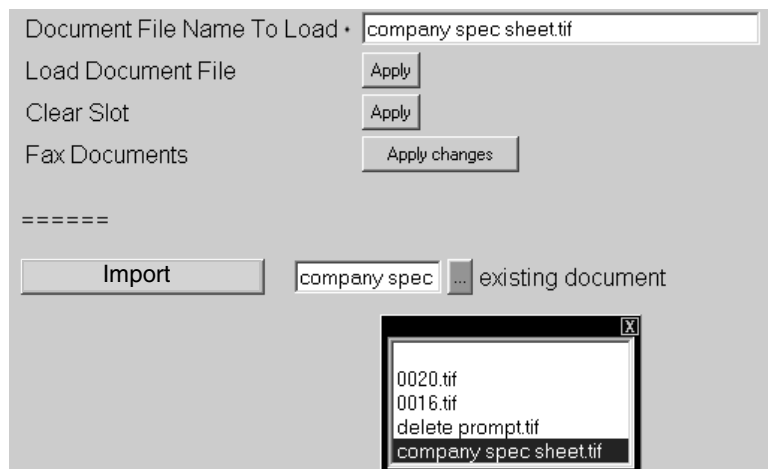 Document File Name To Load • company spec sheet.tif
Load Document File Apply
Clear Slot Apply
Fax Documents Apply changes
======
Import company spec ... existing document
X
0020.tif
0016.tif
delete prompt.tif
company spec sheet.tif